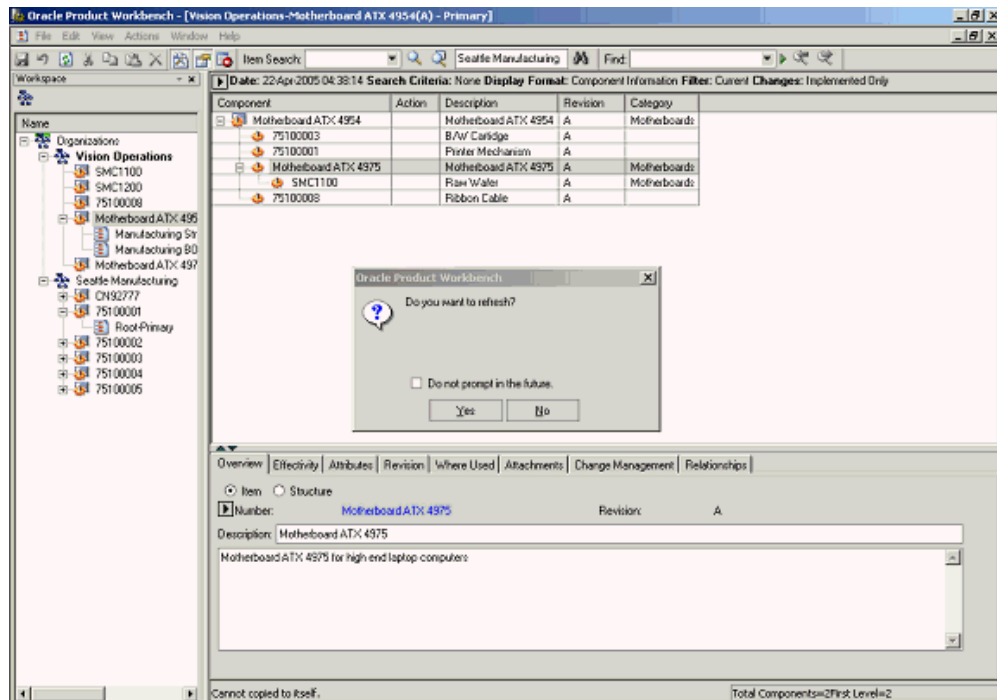 Oracle Product Workbench - [Vision Operations-Motherboard ATX 4954(A) - Primary]
File Edit View Actions Window Help
Item Search: Seattle Manufacturing Find:
Workspace
Date: 22-Apr-2005 04:38:14 Search Criteria: None Display Format: Component Information Filter: Current Changes: Implemented Only
Name
Organizations
Vision Operations
SMC1100
SMC1200
75100008
Motherboard ATX 495
Manufacturing Str
Manufacturing BO
Motherboard ATX 497
Seattle Manufacturing
CN92777
75100001
Root-Primary
75100002
75100003
75100004
75100005
Component Action Description Revision Category
Motherboard ATX 4954 Motherboard ATX 4954 A Motherboards
75100003 B/W Cartidge A
75100001 Printer Mechanism A
Motherboard ATX 4975 Motherboard ATX 4975 A Motherboards
SMC1100 Raw Wafer A Motherboards
75100008 Ribbon Cable A
Oracle Product Workbench
Do you want to refresh?
Do not prompt in the future.
Yes No
Overview Effectivity Attributes Revision Where Used Attachments Change Management Relationships
Item Structure
Number: Motherboard ATX 4975 Revision: A
Description: Motherboard ATX 4975
Motherboard ATX 4975 for high end laptop computers
Cannot copied to itself. Total Components=2First Level=2